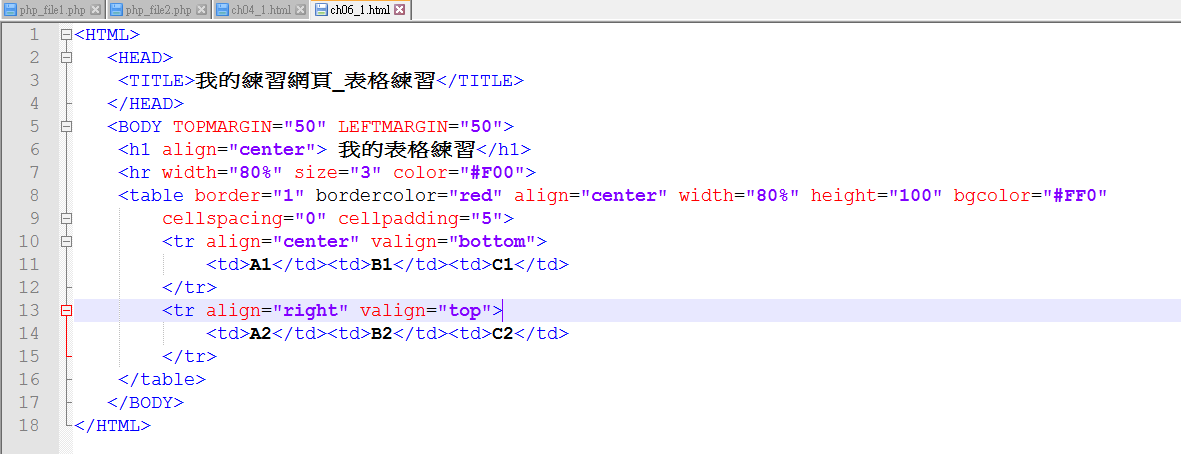 php_file1.php php_file2.php ch04_1.html ch06_1.html
1 <HTML>
2 <HEAD>
3 <TITLE>我的練習網頁_表格練習</TITLE>
4 </HEAD>
5 <BODY TOPMARGIN="50" LEFTMARGIN="50">
6 <h1 align="center"> 我的表格練習</h1>
7 <hr width="80%" size="3" color="#F00">
8 <table border="1" bordercolor="red" align="center" width="80%" height="100" bgcolor="#FF0"
9 cellspacing="0" cellpadding="5">
10 <tr align="center" valign="bottom">
11 <td>A1</td><td>B1</td><td>C1</td>
12 </tr>
13 <tr align="right" valign="top">
14 <td>A2</td><td>B2</td><td>C2</td>
15 </tr>
16 </table>
17 </BODY>
18 </HTML>